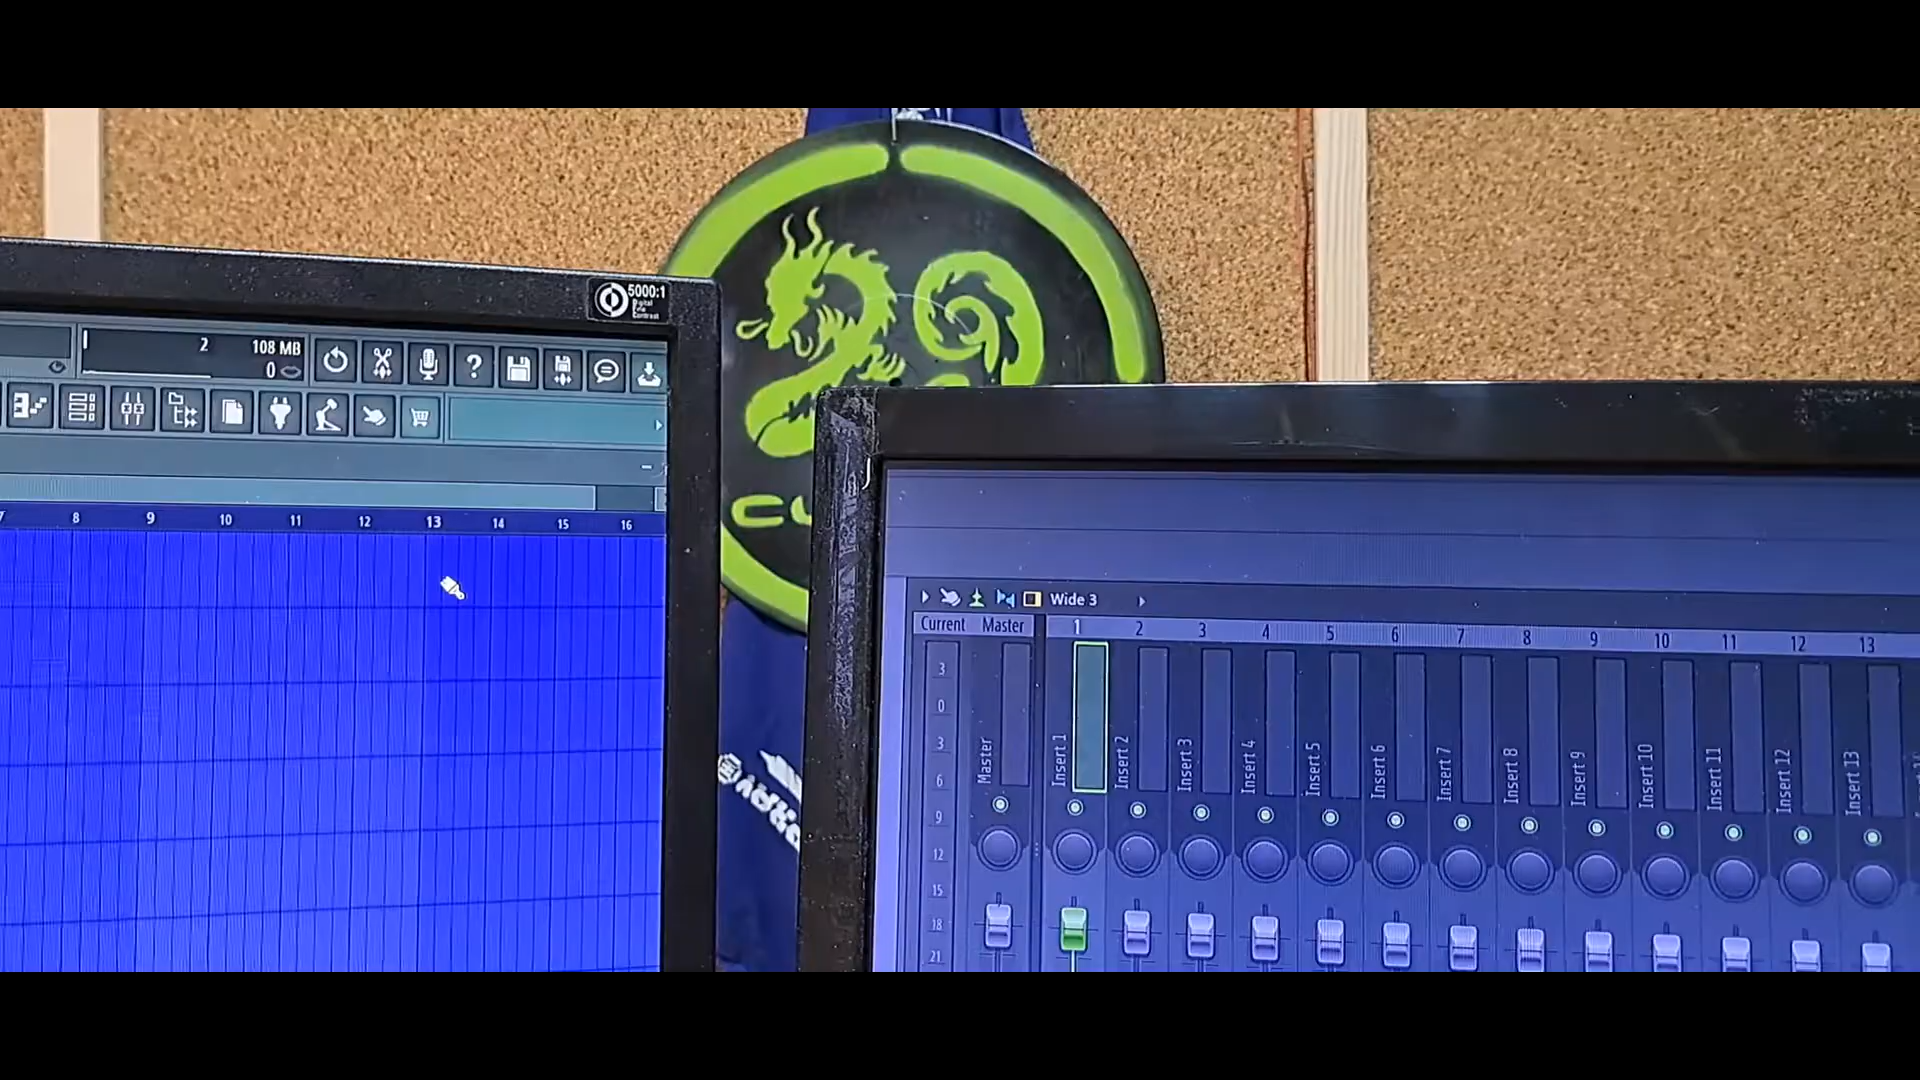 5000:1
Digital
Fine
Contrast
2 108 MB
0
?
8 9 10 11 12 13 14 15 16
Wide 3
Current Master 1 2 3 4 5 6 7 8 9 10 11 12 13
3
0
3
6
9
12
15
18
21
Master
Insert 1
Insert 2
Insert 3
Insert 4
Insert 5
Insert 6
Insert 7
Insert 8
Insert 9
Insert 10
Insert 11
Insert 12
Insert 13